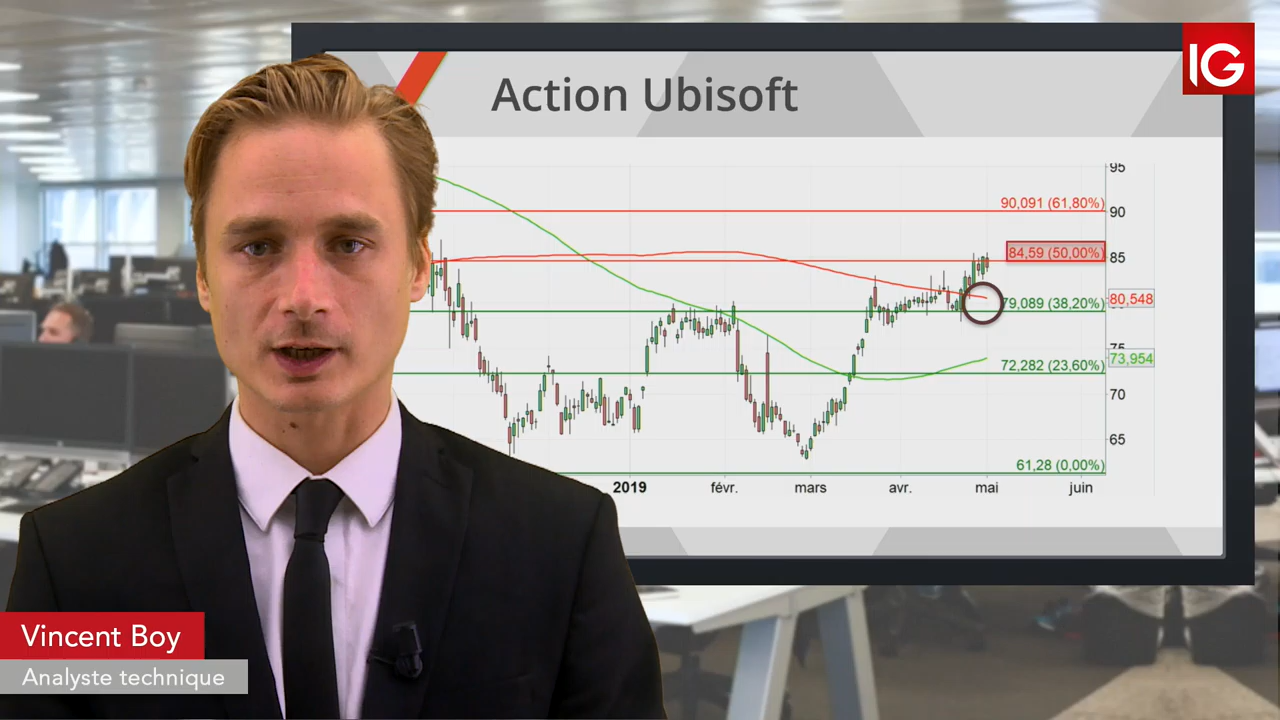 IG
Action Ubisoft
95
90,091 (61,80%)
90
84,59 (50,00%)
85
80,548
79,089 (38,20%)
75
73,954
72,282 (23,60%)
70
65
61,28 (0,00%)
2019
févr.
mars
avr.
mai
juin
Vincent Boy
Analyste technique